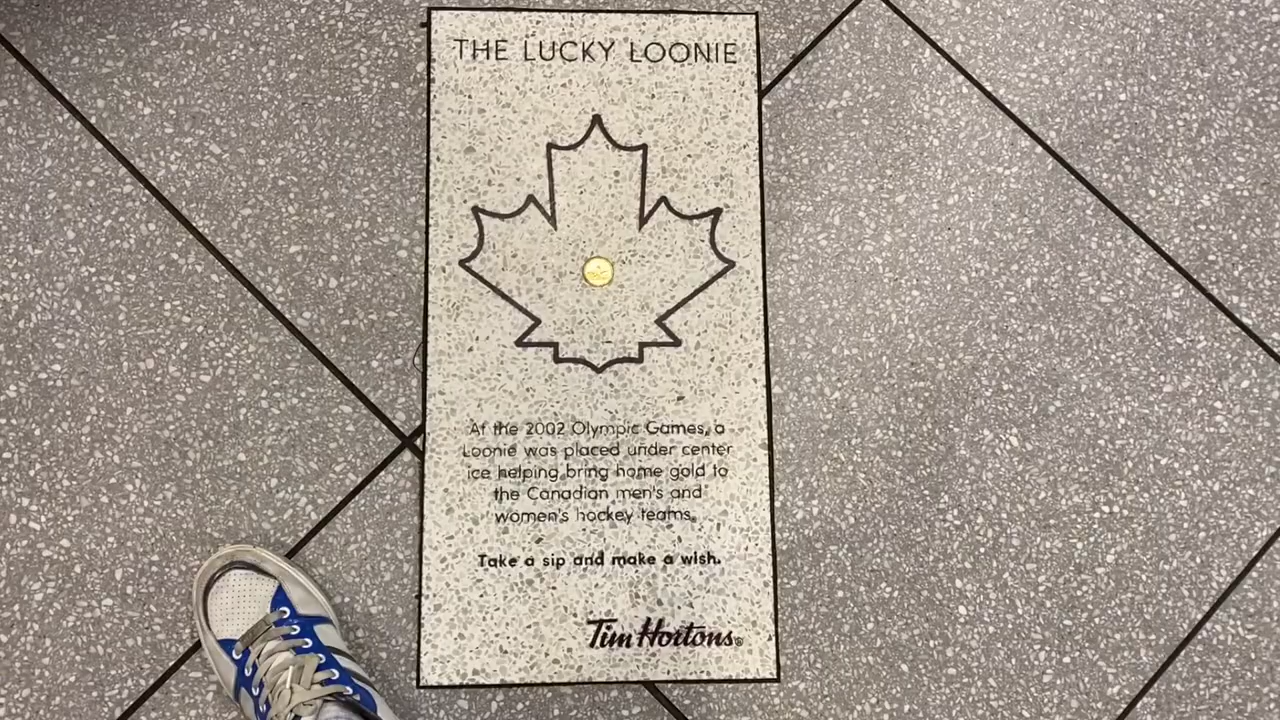 THE LUCKY LOONIE
At the 2002 Olympic Games, a
Loonie was placed under center
ice helping bring home gold to
the Canadian men's and
women's hockey teams.
Take a sip and make a wish.
Tim Hortons®